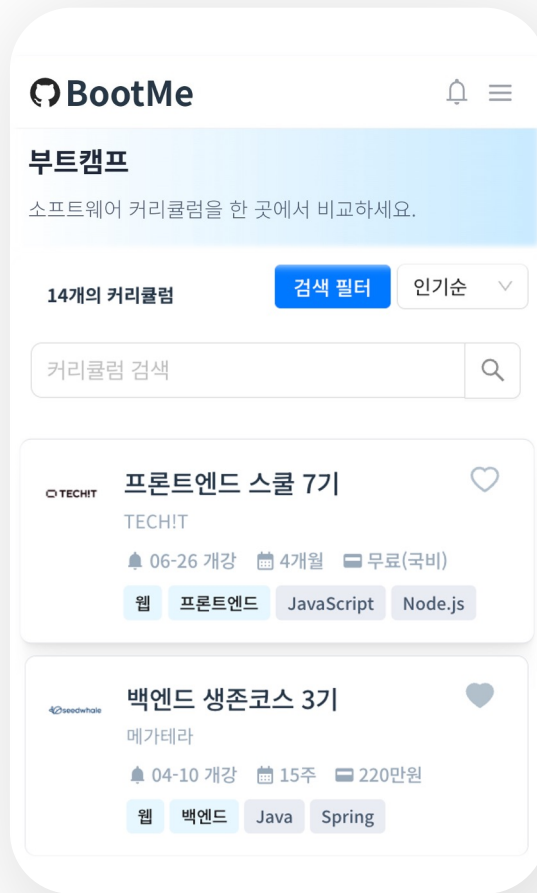 BootMe
부트캠프
소프트웨어 커리큘럼을 한 곳에서 비교하세요.
14개의 커리큘럼 검색 필터 인기순
커리큘럼 검색
TECH!T 프론트엔드 스쿨 7기
TECH!T
06-26 개강 4개월 무료(국비)
웹 프론트엔드 JavaScript Node.js
seedwhale 백엔드 생존코스 3기
메가테라
04-10 개강 15주 220만원
웹 백엔드 Java Spring